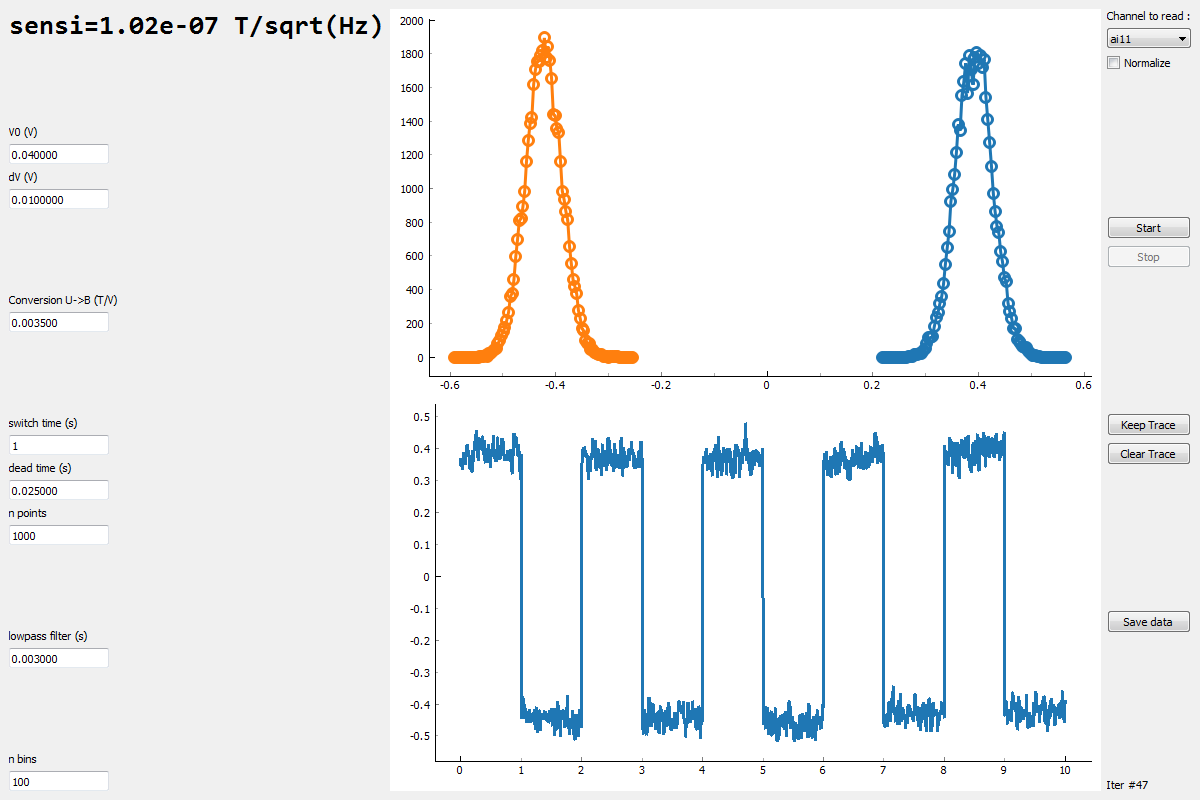 sensi=1.02e-07 T/sqrt(Hz)
V0 (V)
0.040000
dV (V)
0.0100000
Conversion U->B (T/V)
0.003500
switch time (s)
1
dead time (s)
0.025000
n points
1000
lowpass filter (s)
0.003000
n bins
100
2000
1800
1600
1400
1200
1000
800
600
400
200
0
-0.6
-0.4
-0.2
0
0.2
0.4
0.6
0.5
0.4
0.3
0.2
0.1
0
-0.1
-0.2
-0.3
-0.4
-0.5
0
1
2
3
4
5
6
7
8
9
10
Channel to read :
ai11
Normalize
Start
Stop
Keep Trace
Clear Trace
Save data
Iter #47